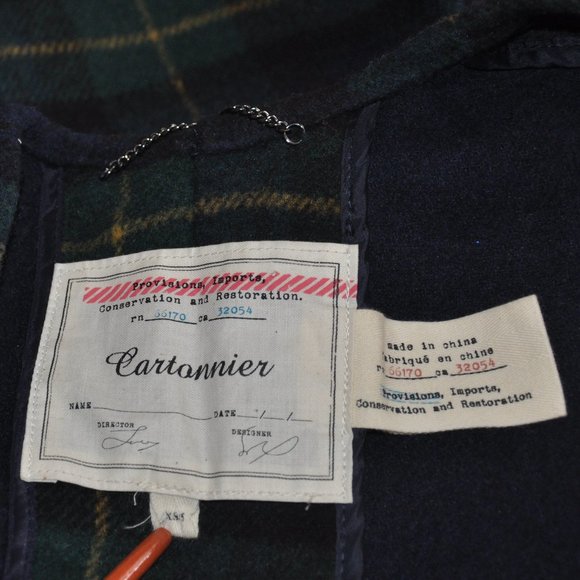 Provisions, Imports,
Conservation and Restoration.
rn 66170 ca 32054
Cartonnier
NAME DATE / /
DIRECTOR DESIGNER
made in china
fabriqué en chine
rn 66170 ca 32054
Provisions, Imports,
Conservation and Restoration